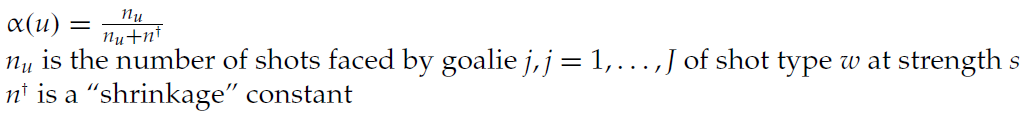 α(u) = n_u / (n_u + n†)
n_u is the number of shots faced by goalie j, j = 1, . . . , J of shot type w at strength s
n† is a “shrinkage” constant